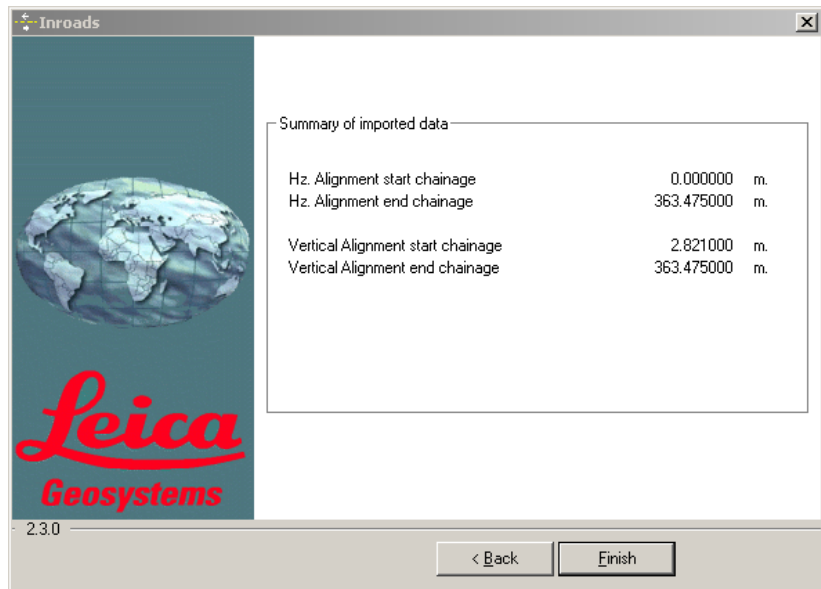 Inroads
Summary of imported data
Hz. Alignment start chainage 0.000000 m.
Hz. Alignment end chainage 363.475000 m.
Vertical Alignment start chainage 2.821000 m.
Vertical Alignment end chainage 363.475000 m.
Leica
Geosystems
2.3.0
< Back Finish